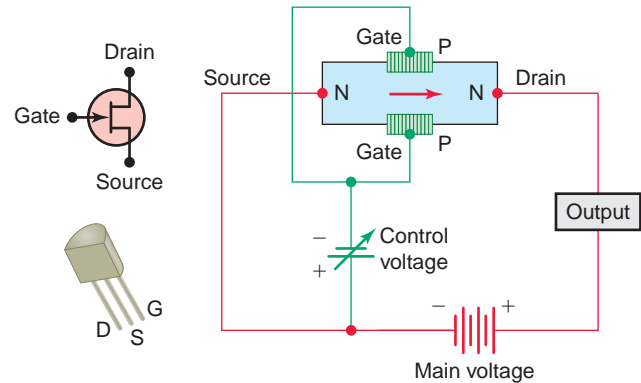 Drain
Gate
Source
D
S
G
Gate
P
Source
N
N
Drain
Gate
P
Output
−
+
Control
voltage
−
+
Main voltage